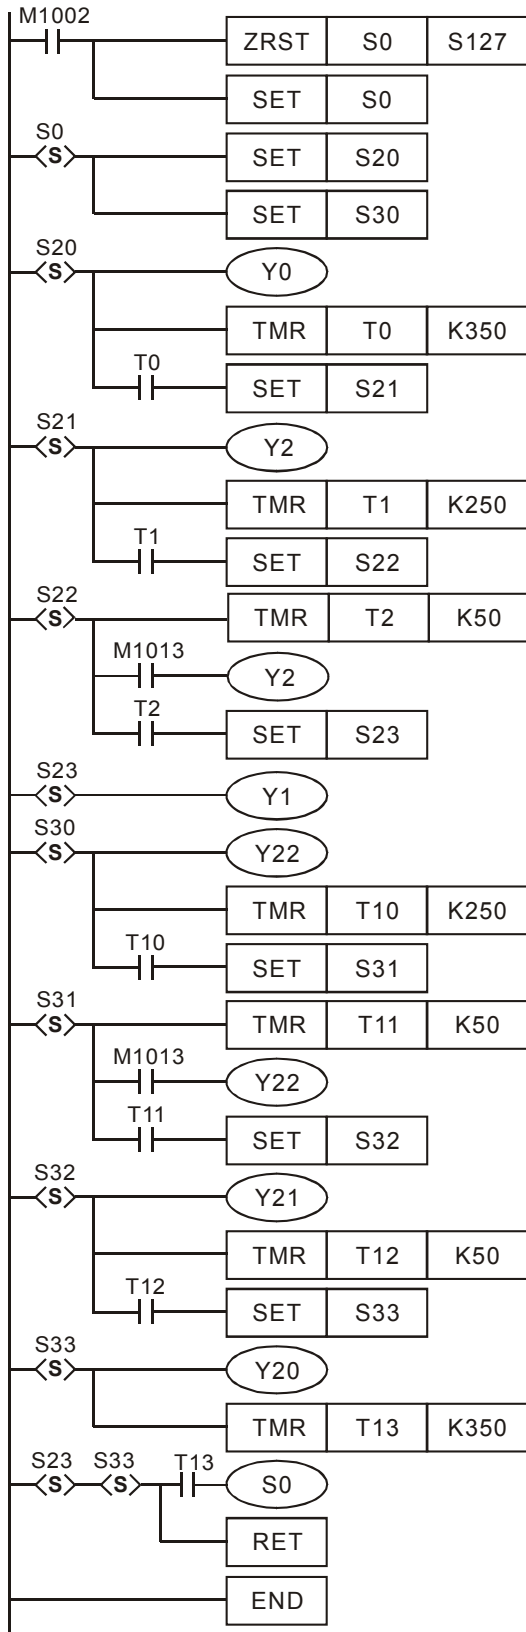 M1002
ZRST S0 S127
SET S0
S0
S SET S20
SET S30
S20
S Y0
TMR T0 K350
T0
SET S21
S21
S Y2
TMR T1 K250
T1
SET S22
S22
S TMR T2 K50
M1013
Y2
T2
SET S23
S23
S Y1
S30
S Y22
TMR T10 K250
T10
SET S31
S31
S TMR T11 K50
M1013
Y22
T11
SET S32
S32
S Y21
TMR T12 K50
T12
SET S33
S33
S Y20
TMR T13 K350
S23 S33 T13
S S S0
RET
END